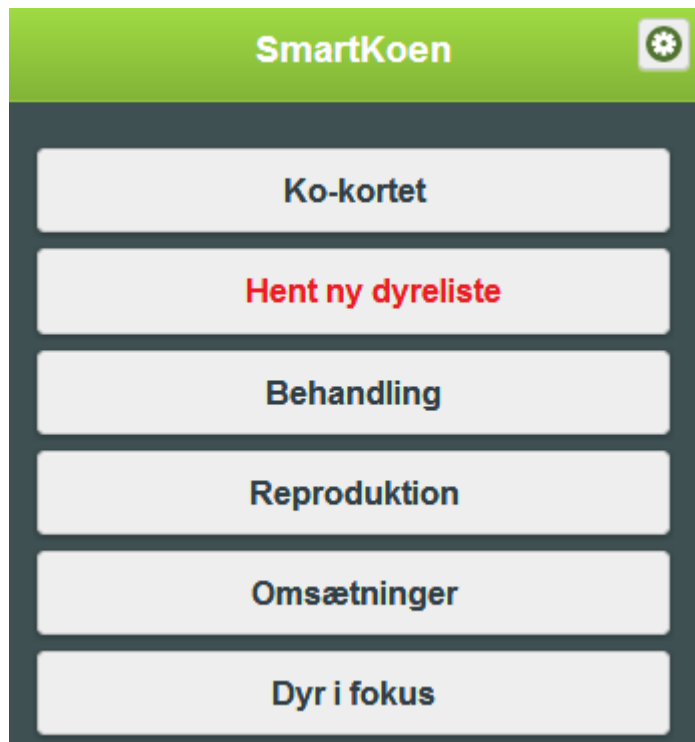 SmartKoen
Ko-kortet
Hent ny dyreliste
Behandling
Reproduktion
Omsætninger
Dyr i fokus